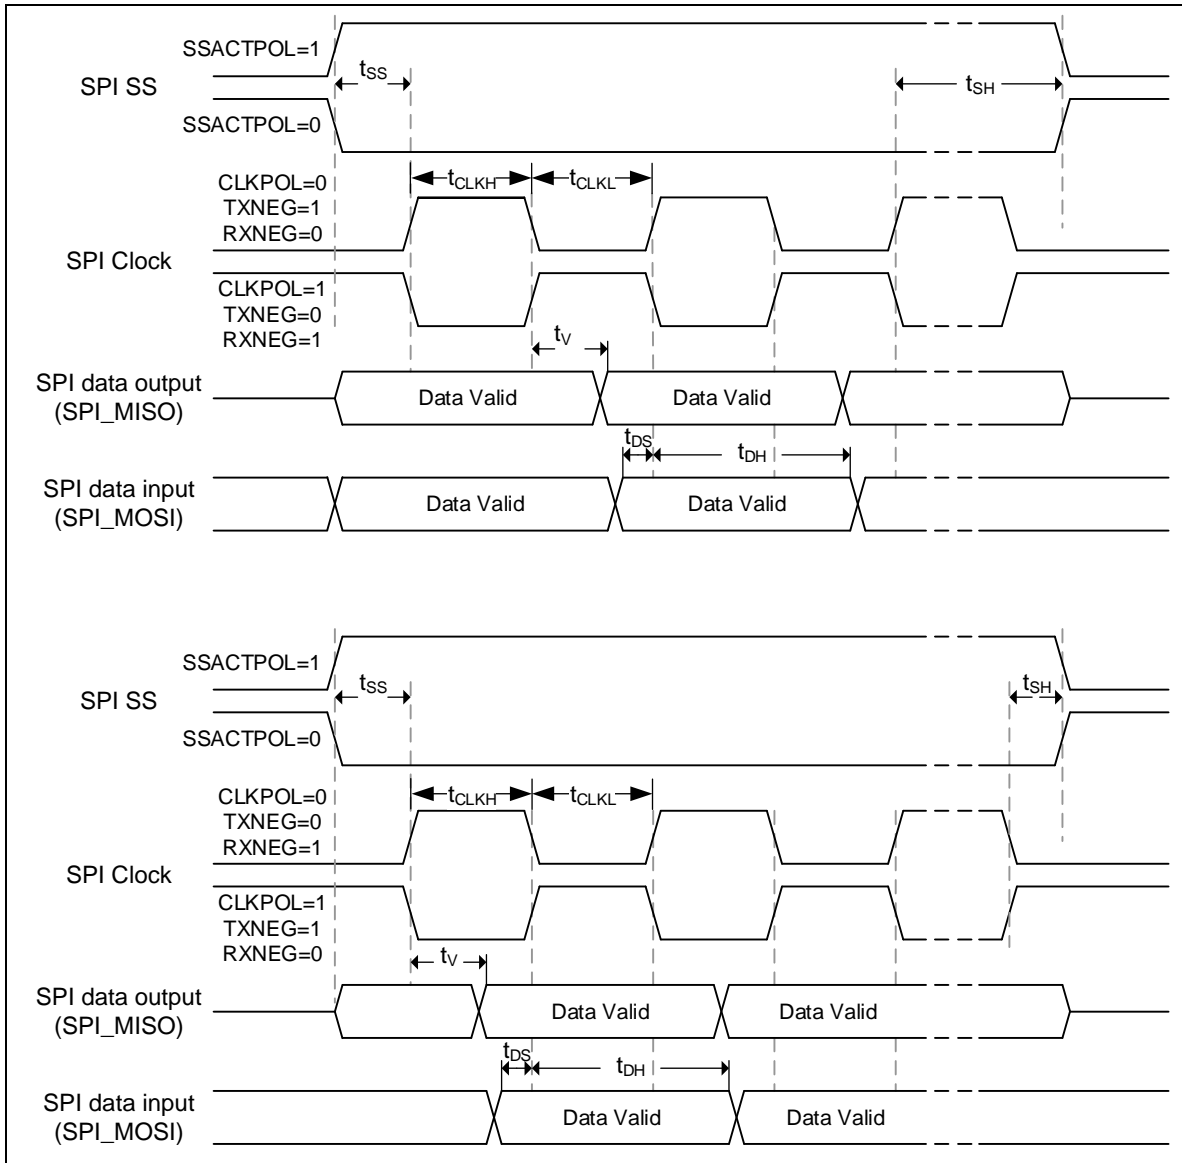 SSACTPOL=1
tSS
tSH
SPI SS
SSACTPOL=0
tCLKH
tCLKL
CLKPOL=0
TXNEG=1
RXNEG=0
SPI Clock
CLKPOL=1
TXNEG=0
RXNEG=1
tV
SPI data output
(SPI_MISO)
Data Valid
Data Valid
tDS
tDH
SPI data input
(SPI_MOSI)
Data Valid
Data Valid
SSACTPOL=1
tSS
tSH
SPI SS
SSACTPOL=0
tCLKH
tCLKL
CLKPOL=0
TXNEG=0
RXNEG=1
SPI Clock
CLKPOL=1
TXNEG=1
RXNEG=0
tV
SPI data output
(SPI_MISO)
Data Valid
Data Valid
tDS
tDH
SPI data input
(SPI_MOSI)
Data Valid
Data Valid